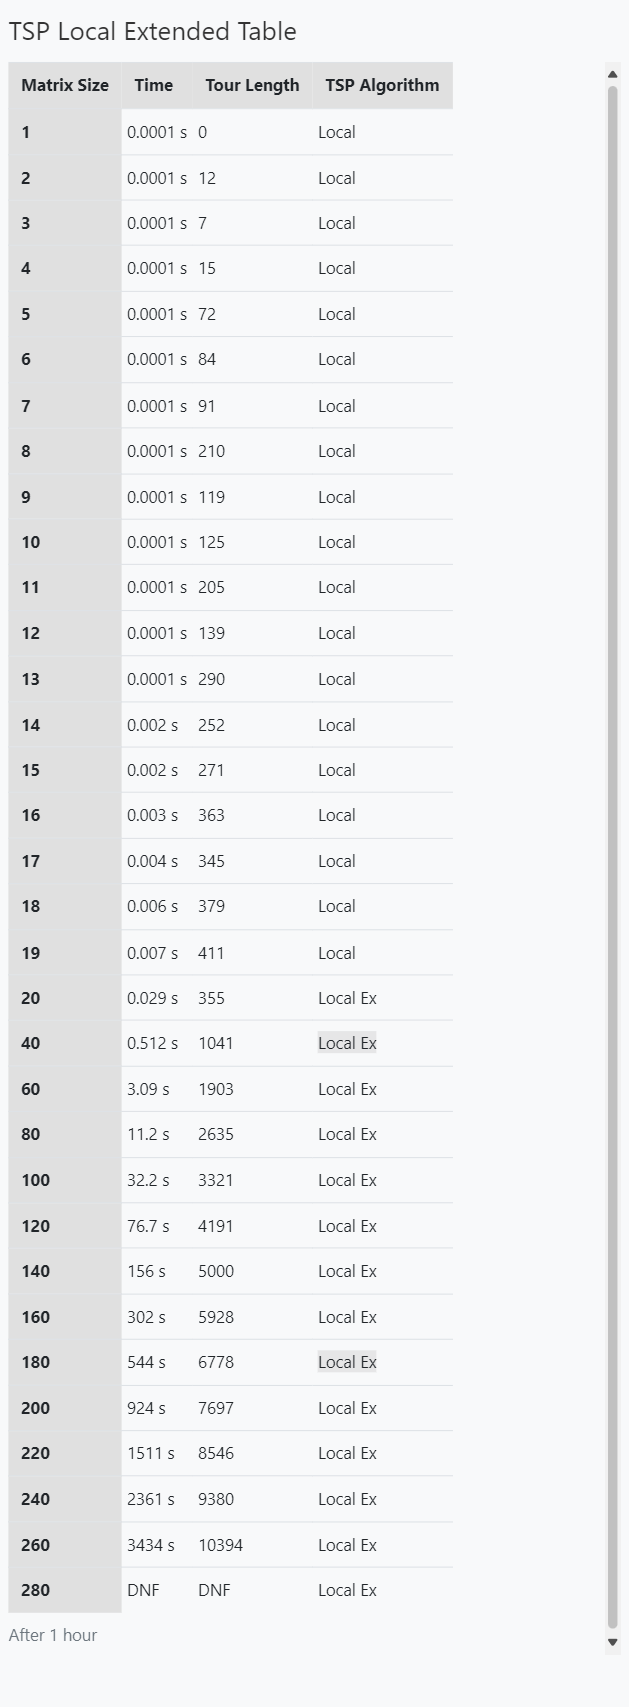 TSP Local Extended Table
Matrix Size Time Tour Length TSP Algorithm
1 0.0001 s 0 Local
2 0.0001 s 12 Local
3 0.0001 s 7 Local
4 0.0001 s 15 Local
5 0.0001 s 72 Local
6 0.0001 s 84 Local
7 0.0001 s 91 Local
8 0.0001 s 210 Local
9 0.0001 s 119 Local
10 0.0001 s 125 Local
11 0.0001 s 205 Local
12 0.0001 s 139 Local
13 0.0001 s 290 Local
14 0.002 s 252 Local
15 0.002 s 271 Local
16 0.003 s 363 Local
17 0.004 s 345 Local
18 0.006 s 379 Local
19 0.007 s 411 Local
20 0.029 s 355 Local Ex
40 0.512 s 1041 Local Ex
60 3.09 s 1903 Local Ex
80 11.2 s 2635 Local Ex
100 32.2 s 3321 Local Ex
120 76.7 s 4191 Local Ex
140 156 s 5000 Local Ex
160 302 s 5928 Local Ex
180 544 s 6778 Local Ex
200 924 s 7697 Local Ex
220 1511 s 8546 Local Ex
240 2361 s 9380 Local Ex
260 3434 s 10394 Local Ex
280 DNF DNF Local Ex
After 1 hour